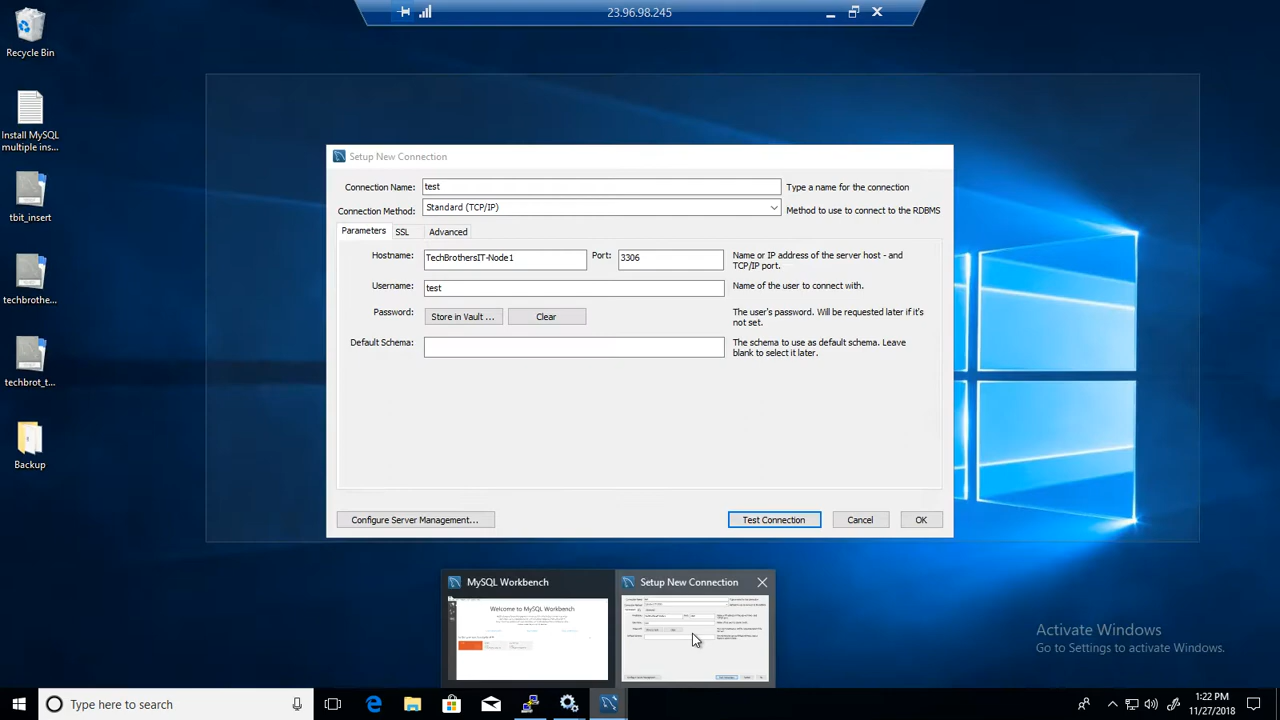 23.96.98.245
Recycle Bin
Install MySQL
multiple ins...
tbit_insert
techbrothe...
techbrot_t...
Backup
Setup New Connection
Connection Name: test Type a name for the connection
Connection Method: Standard (TCP/IP) Method to use to connect to the RDBMS
Parameters SSL Advanced
Hostname: TechBrothersIT-Node1 Port: 3306 Name or IP address of the server host - and
TCP/IP port.
Username: test Name of the user to connect with.
Password: Store in Vault ... Clear The user's password. Will be requested later if it's
not set.
Default Schema: The schema to use as default schema. Leave
blank to select it later.
Configure Server Management... Test Connection Cancel OK
MySQL Workbench Setup New Connection
Welcome to MySQL Workbench
Activate Windows
Go to Settings to activate Windows.
Type here to search
1:22 PM
11/27/2018